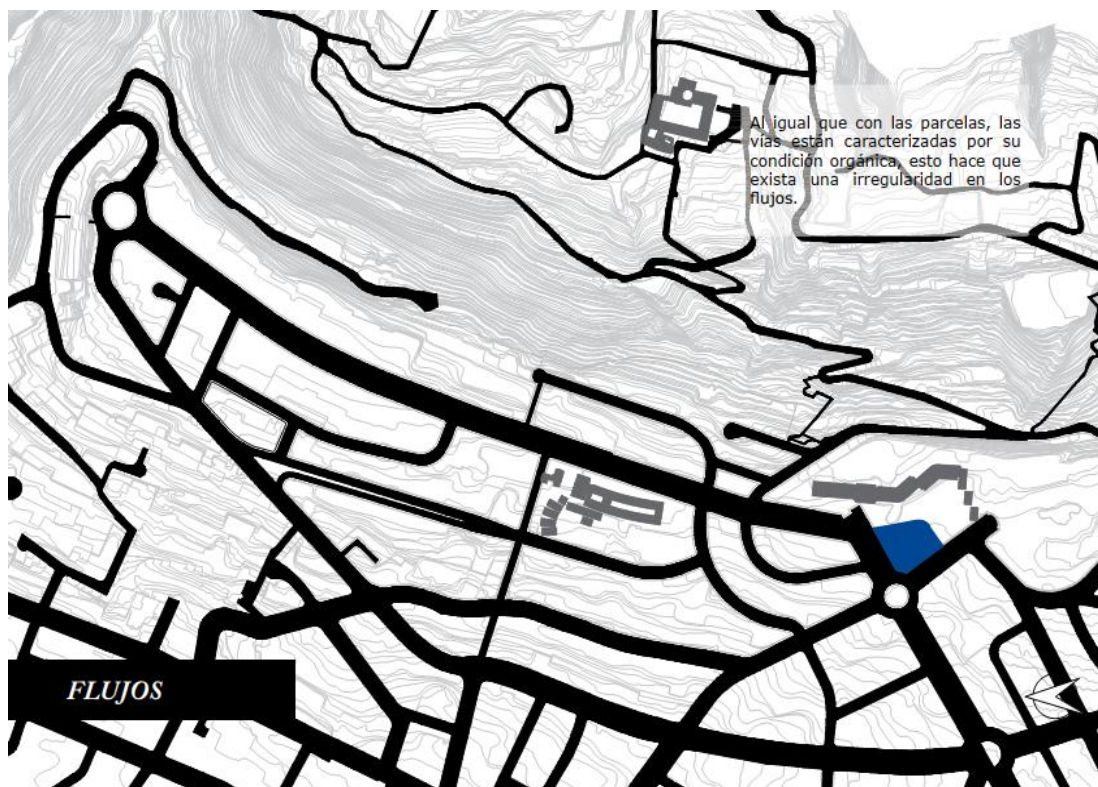 Al igual que con las parcelas, las
vías están caracterizadas por su
condición orgánica, esto hace que
exista una irregularidad en los
flujos.
FLUJOS